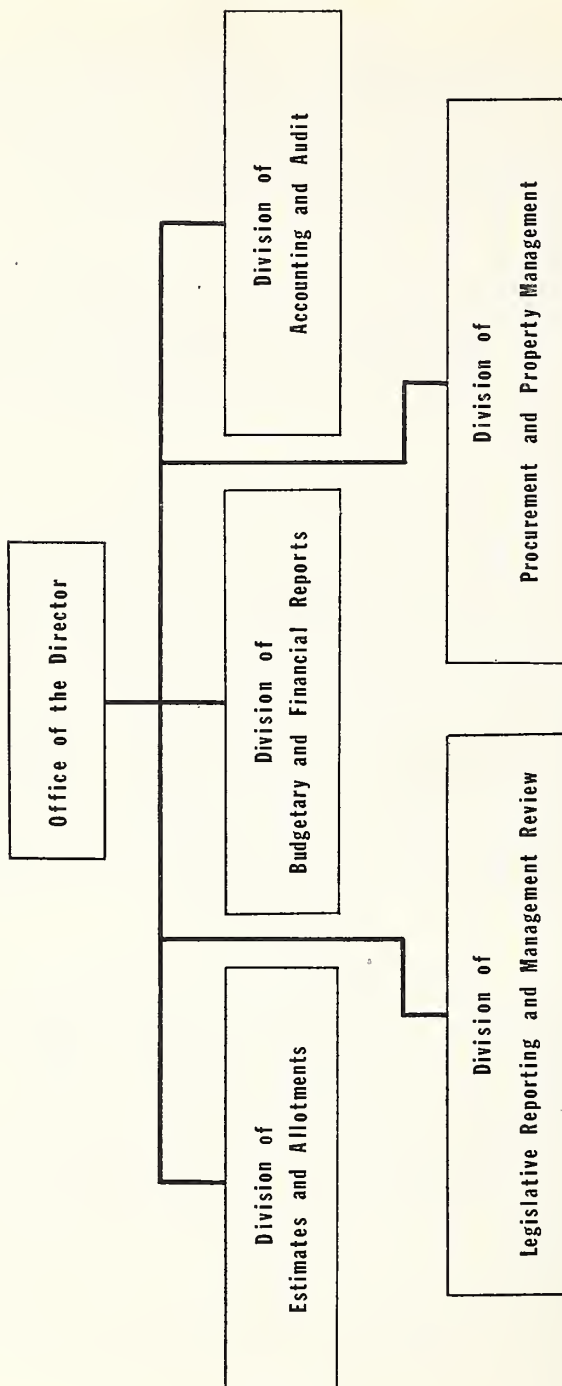 Office of the Director
Division of
Estimates and Allotments
Division of
Budgetary and Financial Reports
Division of
Accounting and Audit
Division of
Legislative Reporting and Management Review
Division of
Procurement and Property Management